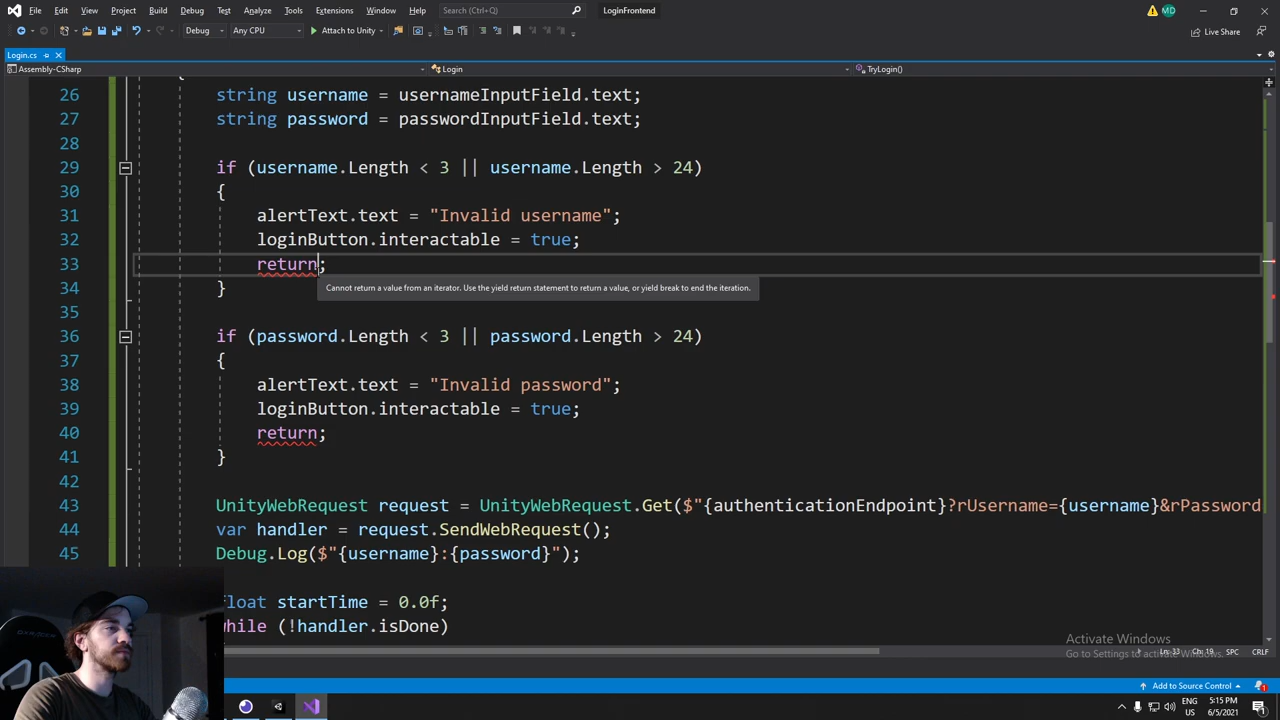 File Edit View Project Build Debug Test Analyze Tools Extensions Window Help Search (Ctrl+Q) LoginFrontend MD
Debug Any CPU Attach to Unity Live Share
Login.cs
Assembly-CSharp Login TryLogin()
26 string username = usernameInputField.text;
27 string password = passwordInputField.text;
28
29 if (username.Length < 3 || username.Length > 24)
30 {
31 alertText.text = "Invalid username";
32 loginButton.interactable = true;
33 return;
Cannot return a value from an iterator. Use the yield return statement to return a value, or yield break to end the iteration.
34 }
35
36 if (password.Length < 3 || password.Length > 24)
37 {
38 alertText.text = "Invalid password";
39 loginButton.interactable = true;
40 return;
41 }
42
43 UnityWebRequest request = UnityWebRequest.Get($"{authenticationEndpoint}?rUsername={username}&rPassword
44 var handler = request.SendWebRequest();
45 Debug.Log($"{username}:{password}");
float startTime = 0.0f;
while (!handler.isDone)
Activate Windows
Go to Settings to activate Windows.
Ln: 33 Ch: 19 SPC CRLF
Add to Source Control 1
ENG 5:15 PM
US 6/5/2021 1